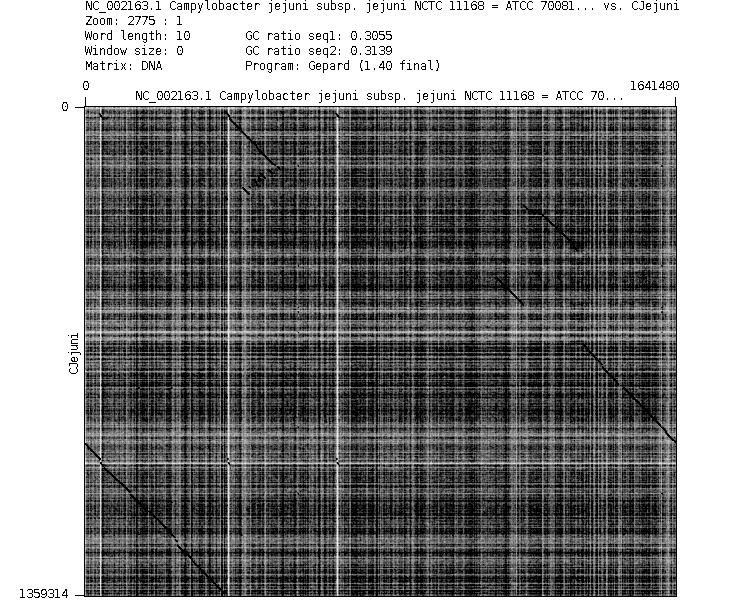 NC_002163.1 Campylobacter jejuni subsp. jejuni NCTC 11168 = ATCC 70081... vs. CJejuni
Zoom: 2775 : 1
Word length: 10 GC ratio seq1: 0.3055
Window size: 0 GC ratio seq2: 0.3139
Matrix: DNA Program: Gepard (1.40 final)
0 1641480
NC_002163.1 Campylobacter jejuni subsp. jejuni NCTC 11168 = ATCC 70...
0
CJejuni
1359314